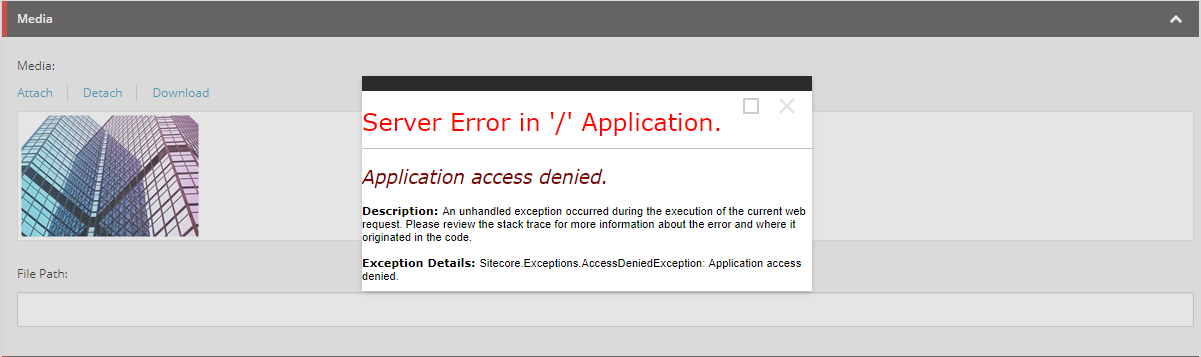 Media
Media:
Attach Detach Download
Server Error in '/' Application.
Application access denied.
Description: An unhandled exception occurred during the execution of the current web
request. Please review the stack trace for more information about the error and where it
originated in the code.
Exception Details: Sitecore.Exceptions.AccessDeniedException: Application access
denied.
File Path: